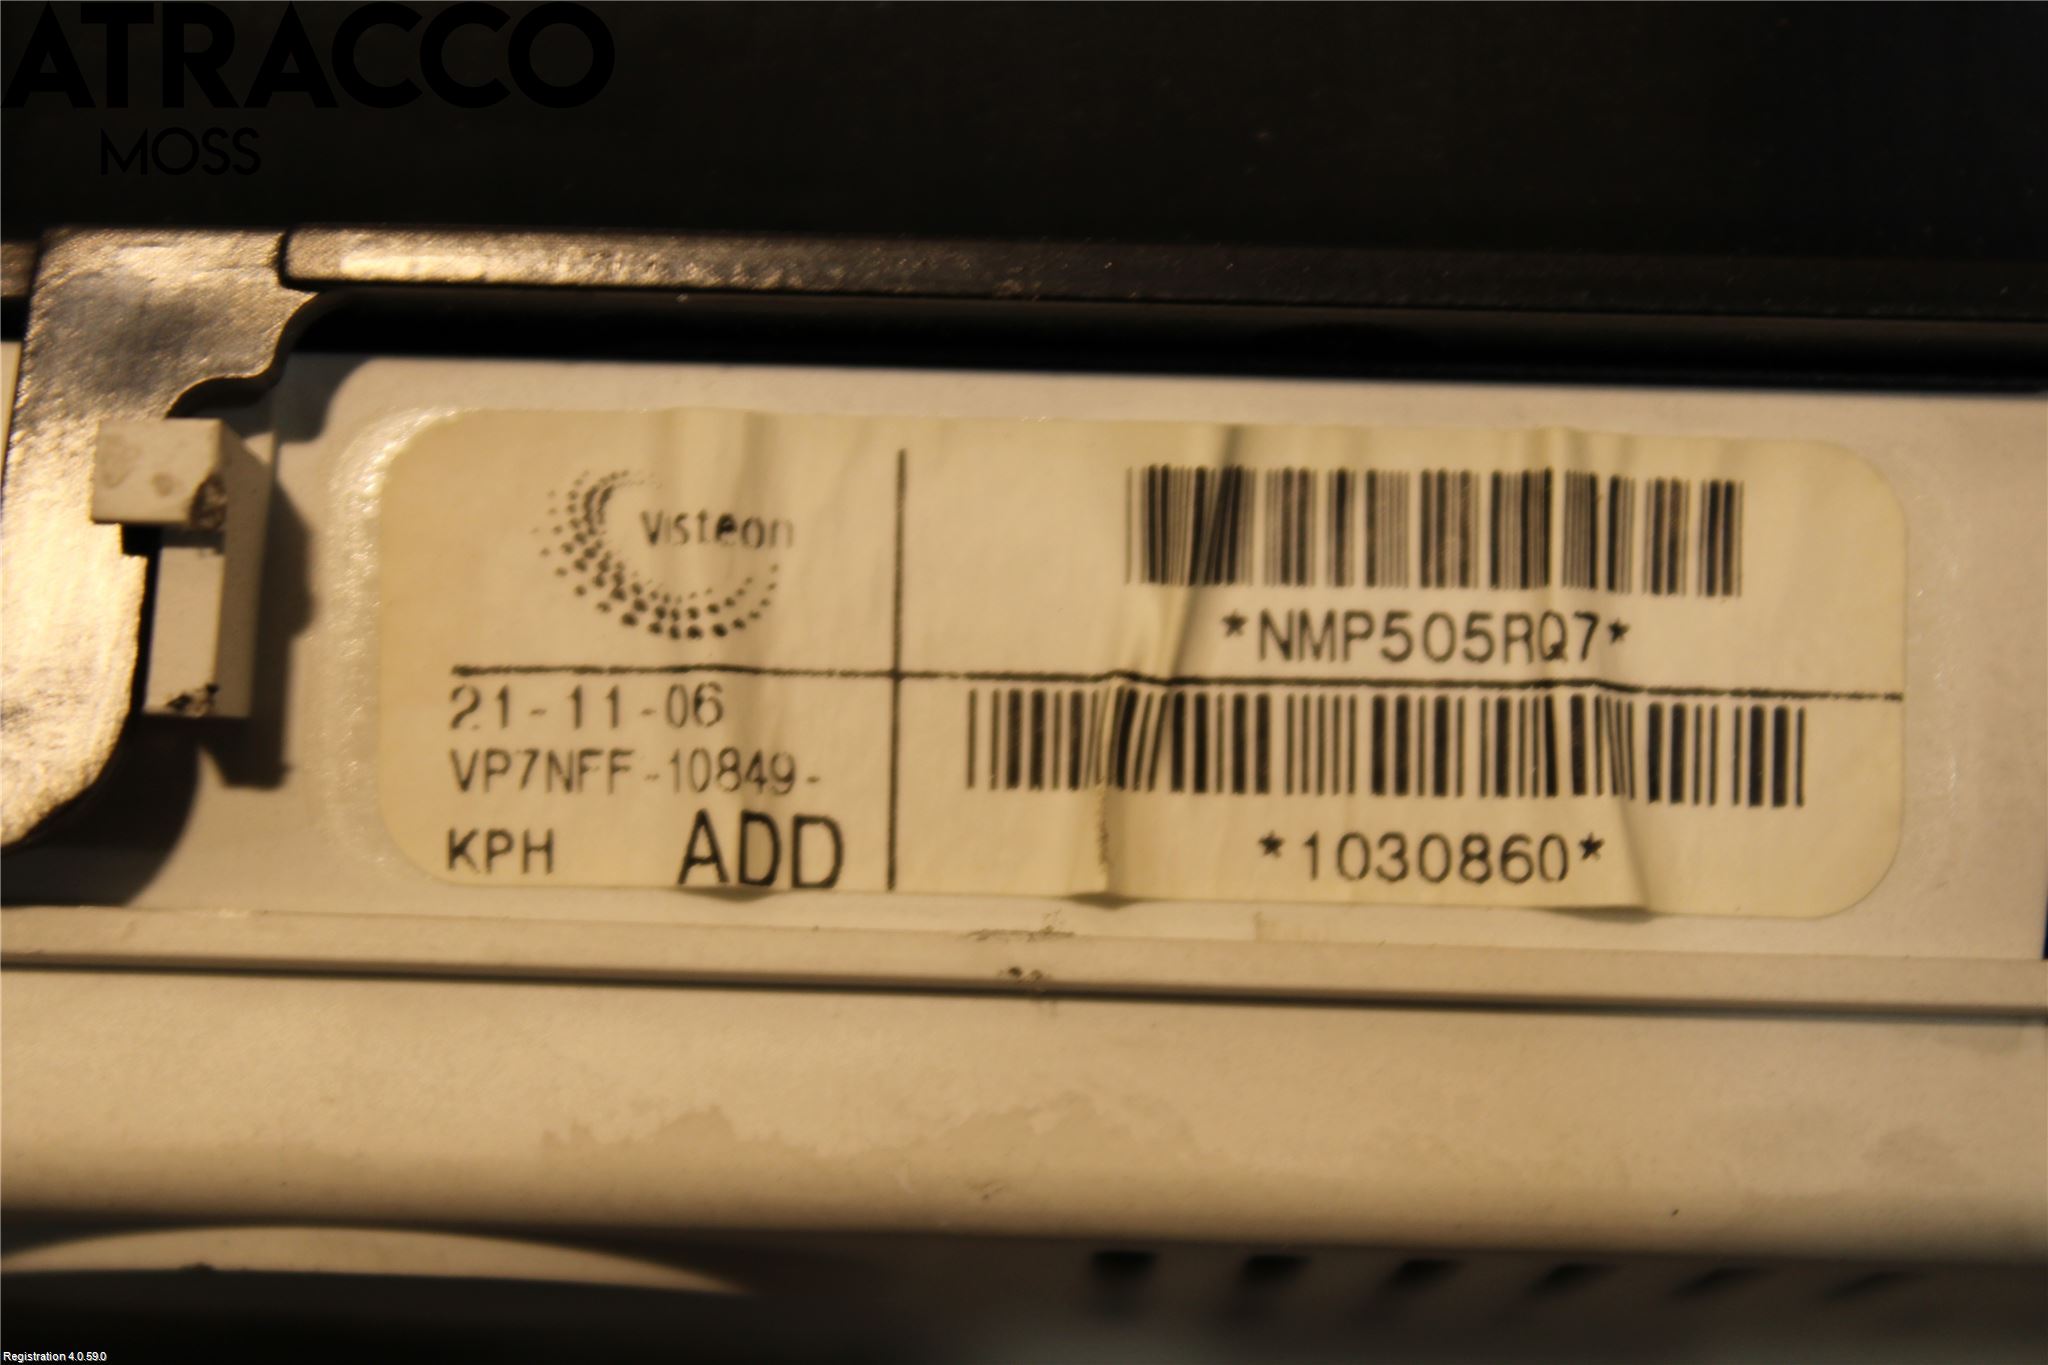 ATRACCO
MOSS
Visteon
*NMP505RQ7*
21-11-06
VP7NFF-10849-
KPH ADD
*1030860*
Registration 4.0.59.0